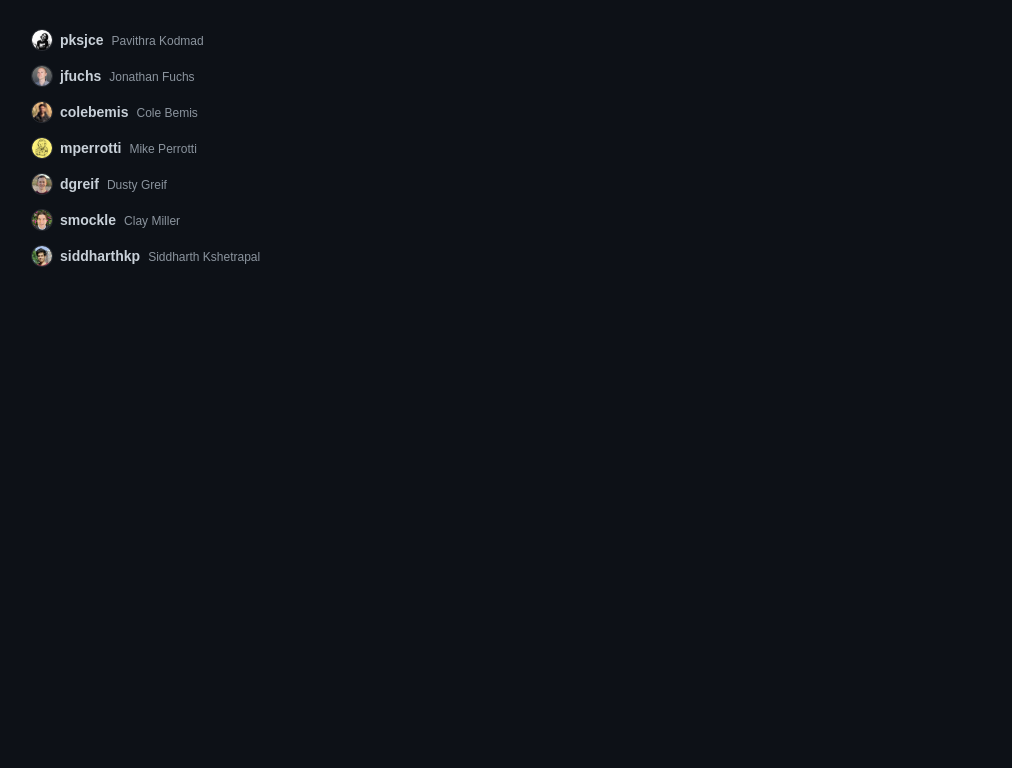 pksjce Pavithra Kodmad
jfuchs Jonathan Fuchs
colebemis Cole Bemis
mperrotti Mike Perrotti
dgreif Dusty Greif
smockle Clay Miller
siddharthkp Siddharth Kshetrapal